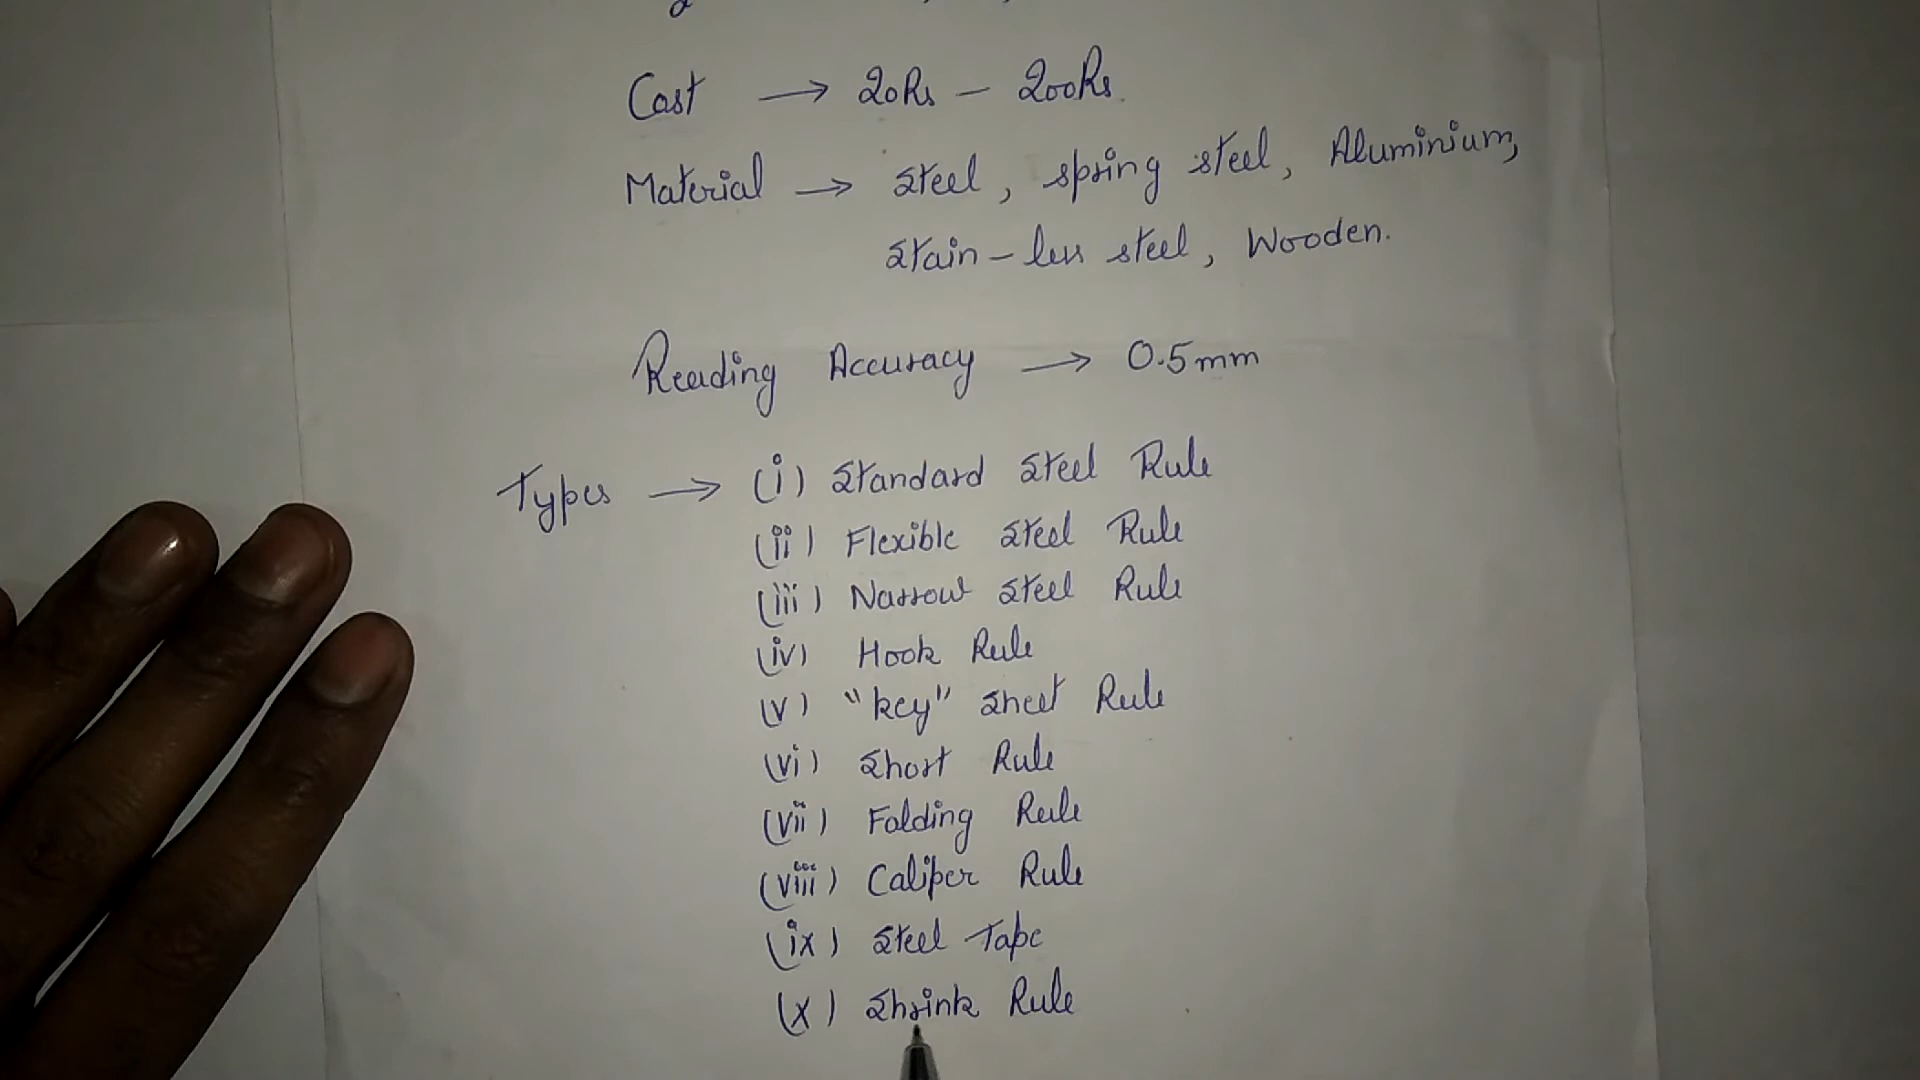 Cost → 20Rs – 200Rs.
Material → Steel, spring steel, Aluminium,
Stain-less steel, Wooden.
Reading Accuracy → 0.5mm
Types → (i) Standard Steel Rule
(ii) Flexible Steel Rule
(iii) Narrow Steel Rule
(iv) Hook Rule
(v) "key" Sheet Rule
(vi) Short Rule
(vii) Folding Rule
(viii) Caliper Rule
(ix) Steel Tape
(x) Shrink Rule